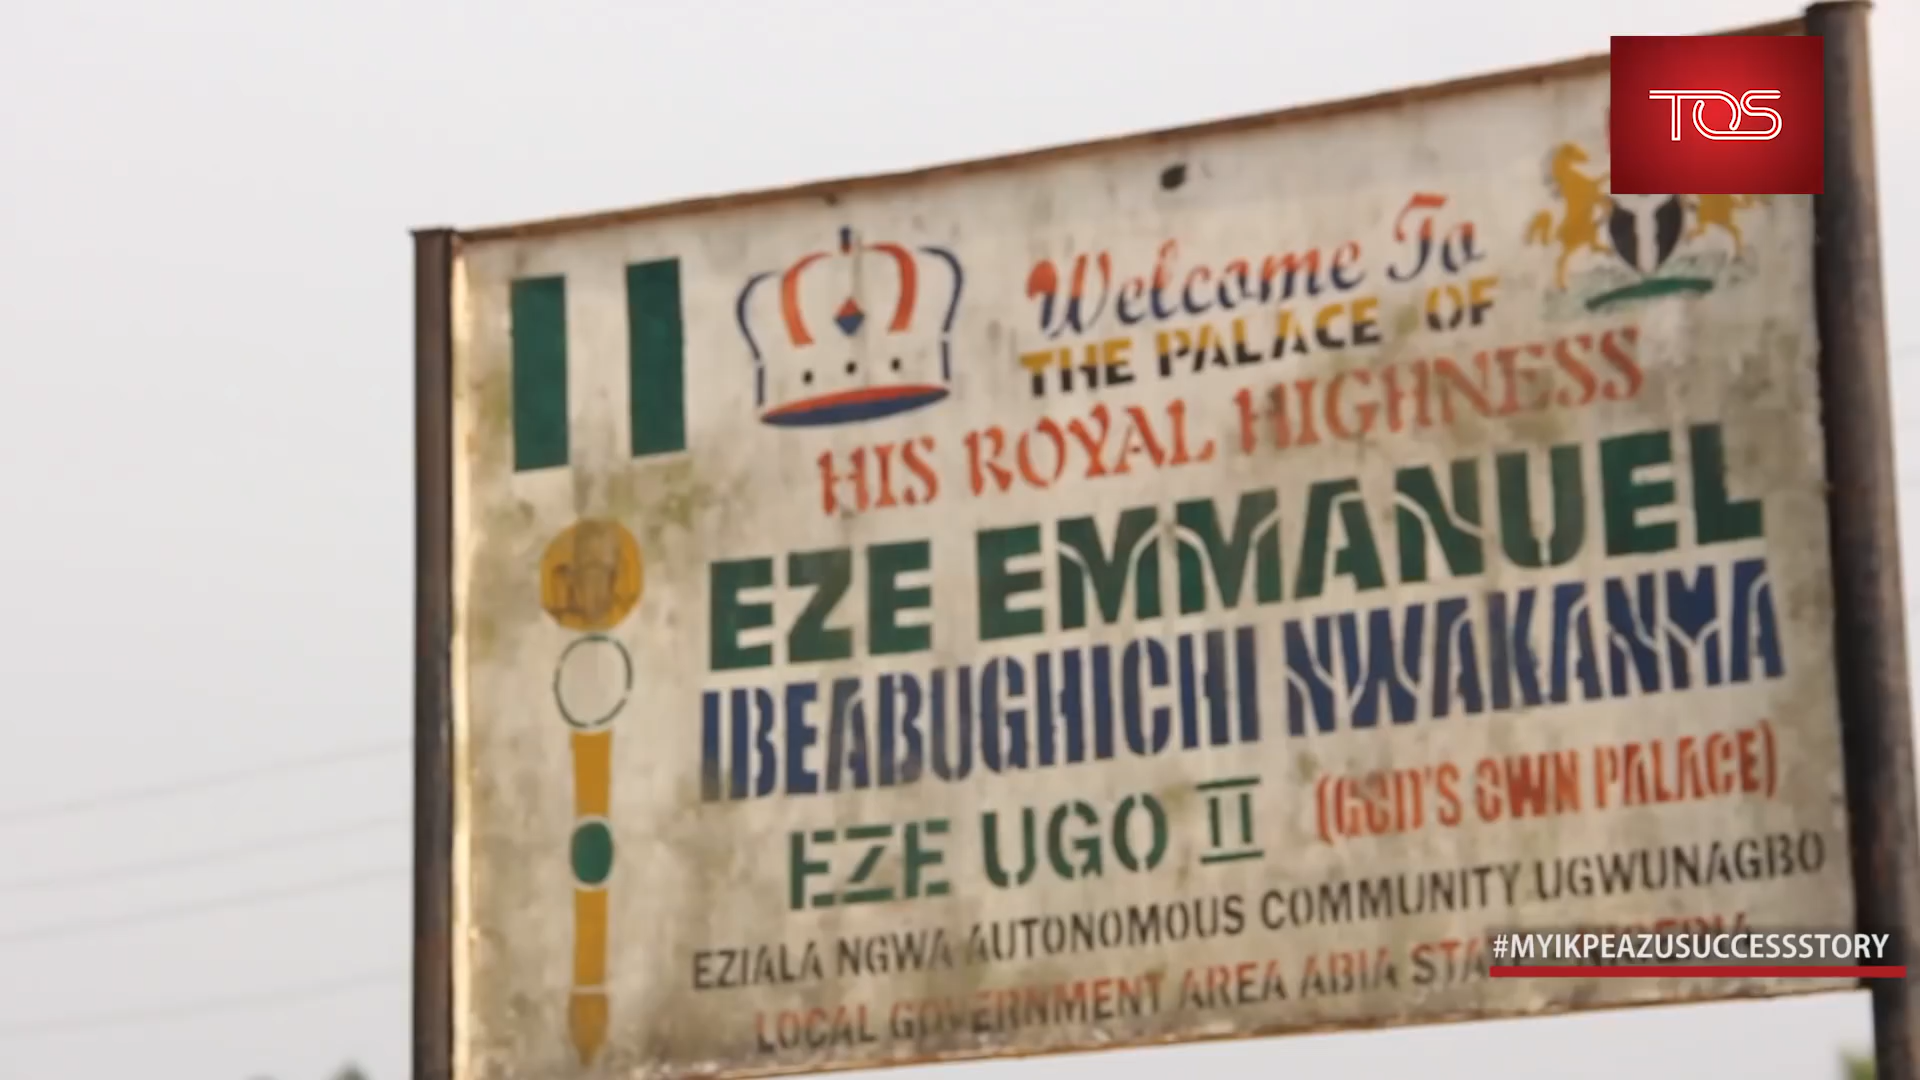 TOS
Welcome To
THE PALACE OF
HIS ROYAL HIGHNESS
EZE EMMANUEL
IBEABUGHICHI NWAKANMA
EZE UGO II (GOD'S OWN PALACE)
EZIALA NGWA AUTONOMOUS COMMUNITY UGWUNAGBO
LOCAL GOVERNMENT AREA ABIA
#MYIKPEAZUSUCCESSSTORY